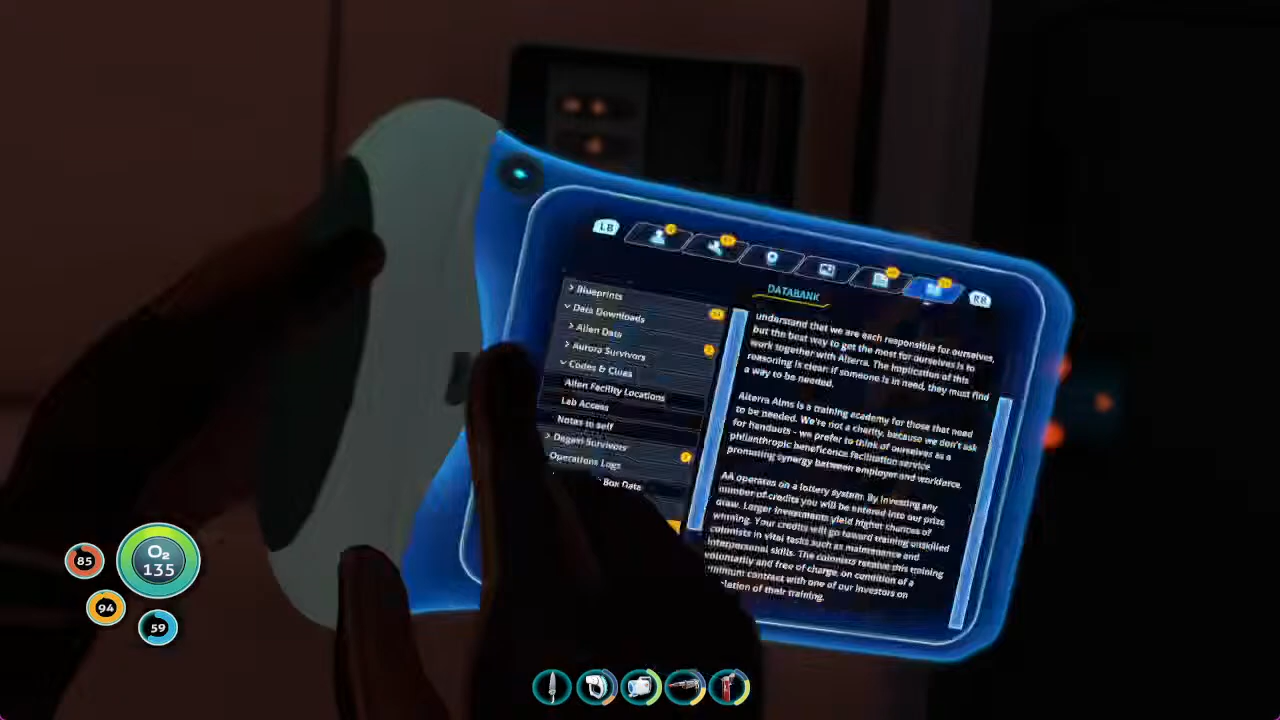 LB
RB
DATABANK
Blueprints
Data Downloads
Alien Data
Aurora Survivors
Codes & Clues
Alien Facility Locations
Lab Access
Notes to self
Degasi Survivors
Operations Logs
Box Data
understand that we are each responsible for ourselves,
but the best way to get the most for ourselves is to
work together with Alterra. The implication of this
reasoning is clear: if someone is in need, they must find
a way to be needed.
Alterra Alms is a training academy for those that need
to be needed. We're not a charity, because we don't ask
for handouts - we prefer to think of ourselves as a
philanthropic beneficence facilitation service
promoting synergy between employer and workforce.
AA operates on a lottery system. By investing any
number of credits you will be entered into our prize
draw. Larger investments yield higher chances of
winning. Your credits will go toward training unskilled
colonists in vital tasks such as maintenance and
interpersonal skills. The colonists receive this training
voluntarily and free of charge, on condition of a
minimum contract with one of our investors on
completion of their training.
85
O₂
135
94
59